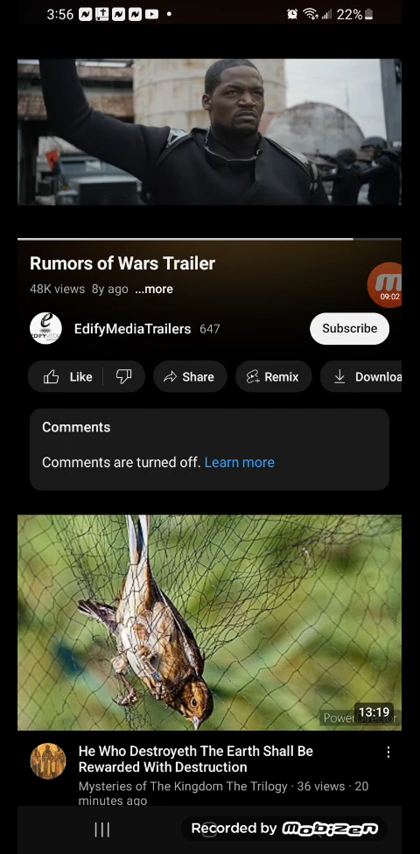 3:56
22%
Rumors of Wars Trailer
48K views 8y ago ...more
09:02
EdifyMediaTrailers 647
Subscribe
Like
Share
Remix
Downloa
Comments
Comments are turned off. Learn more
13:19
He Who Destroyeth The Earth Shall Be
Rewarded With Destruction
Mysteries of The Kingdom The Trilogy · 36 views · 20
minutes ago
Recorded by mobizen